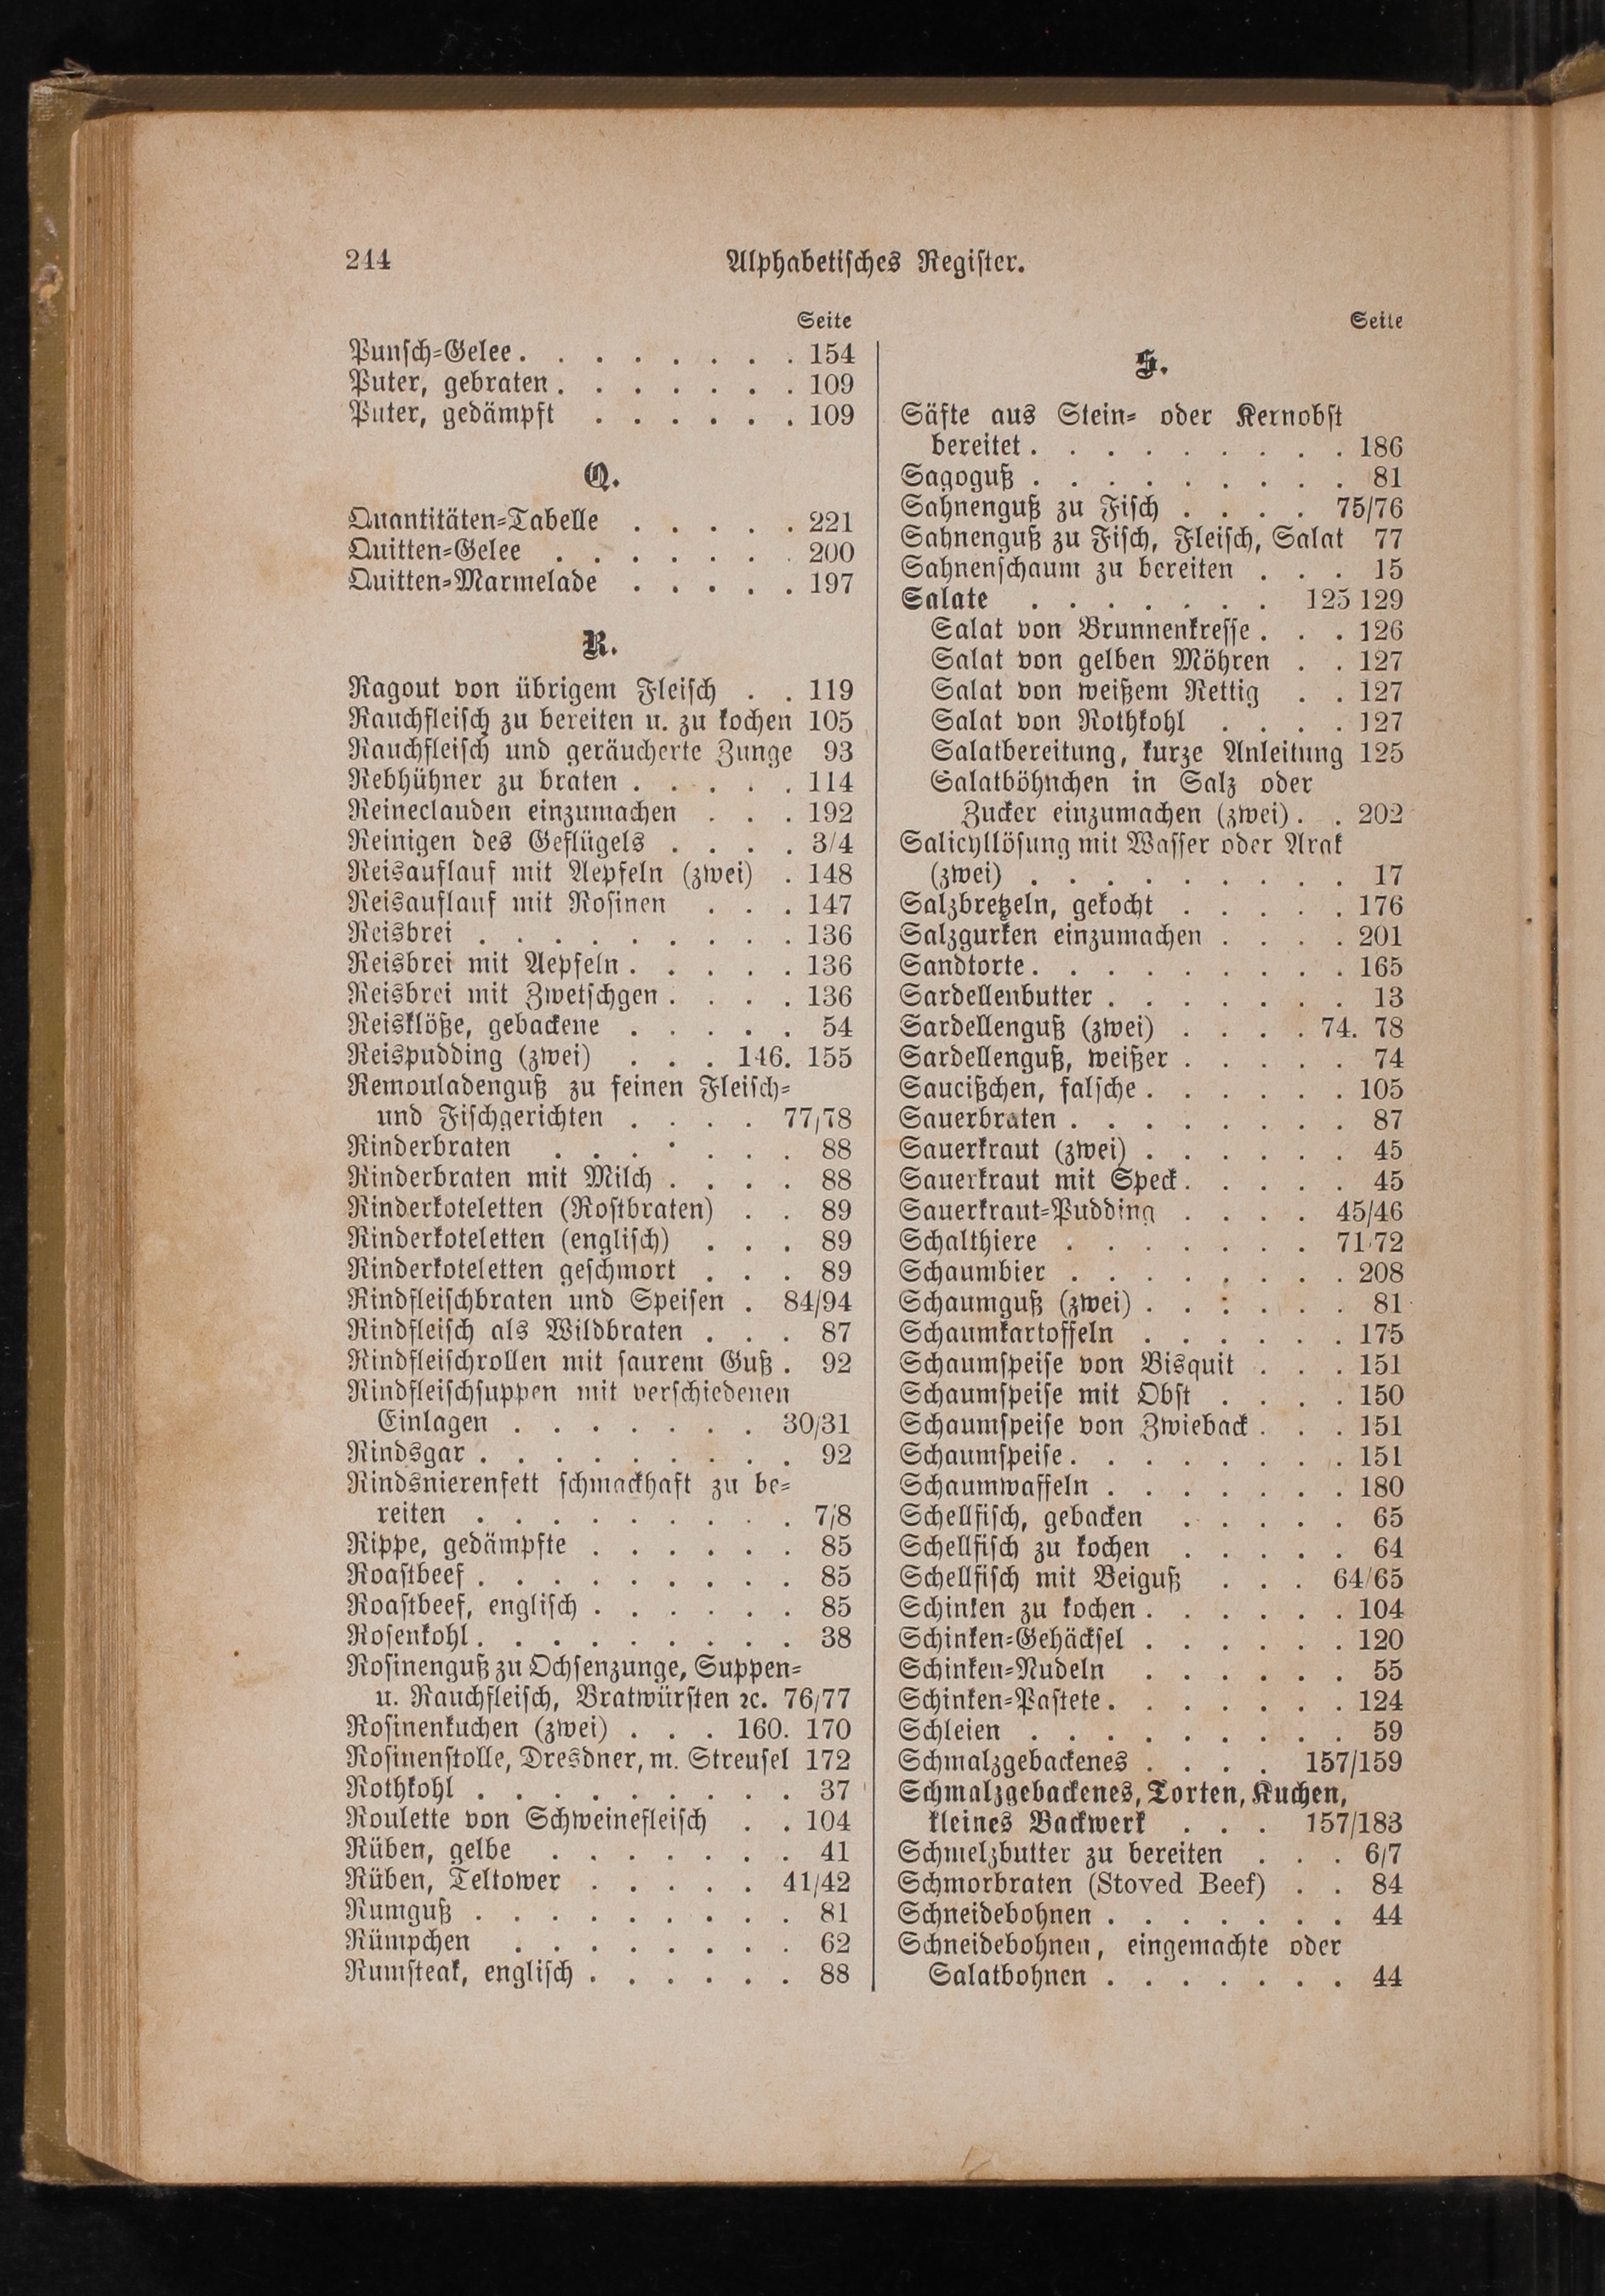 244
Alphabetisches Register.
Seite
Punsch-Gelee . . . . . . . . 154
Puter, gebraten . . . . . . . 109
Puter, gedämpft . . . . . . 109
Q.
Quantitäten-Tabelle . . . . . 221
Quitten-Gelee . . . . . . . 200
Quitten-Marmelade . . . . . 197
R.
Ragout von übrigem Fleisch . . 119
Rauchfleisch zu bereiten u. zu kochen 105
Rauchfleisch und geräucherte Zunge 93
Rebhühner zu braten . . . . . 114
Reineclauden einzumachen . . . 192
Reinigen des Geflügels . . . . 3/4
Reisauflauf mit Aepfeln (zwei) . 148
Reisauflauf mit Rosinen . . . 147
Reisbrei . . . . . . . . . 136
Reisbrei mit Aepfeln . . . . . 136
Reisbrei mit Zwetschgen . . . . 136
Reisklöße, gebackene . . . . . 54
Reispudding (zwei) . . . 146. 155
Remouladenguß zu feinen Fleisch-
und Fischgerichten . . . . 77/78
Rinderbraten . . . . . . . 88
Rinderbraten mit Milch . . . . 88
Rinderkoteletten (Rostbraten) . . 89
Rinderkoteletten (englisch) . . . 89
Rinderkoteletten geschmort . . . 89
Rindfleischbraten und Speisen . 84/94
Rindfleisch als Wildbraten . . . 87
Rindfleischrollen mit saurem Guß . 92
Rindfleischsuppen mit verschiedenen
Einlagen . . . . . . . 30/31
Rindsgar . . . . . . . . . 92
Rindsnierenfett schmackhaft zu be-
reiten . . . . . . . . . 7/8
Rippe, gedämpfte . . . . . . 85
Roastbeef . . . . . . . . . 85
Roastbeef, englisch . . . . . . 85
Rosenkohl . . . . . . . . . 38
Rosinenguß zu Ochsenzunge, Suppen-
u. Rauchfleisch, Bratwürsten ꝛc. 76/77
Rosinenkuchen (zwei) . . . 160. 170
Rosinenstolle, Dresdner, m. Streusel 172
Rothkohl . . . . . . . . . 37
Roulette von Schweinefleisch . . 104
Rüben, gelbe . . . . . . . 41
Rüben, Teltower . . . . . 41/42
Rumguß . . . . . . . . . 81
Rümpchen . . . . . . . . 62
Rumsteak, englisch . . . . . . 88
Seite
S.
Säfte aus Stein- oder Kernobst
bereitet . . . . . . . . . 186
Sagoguß . . . . . . . . . 81
Sahnenguß zu Fisch . . . . 75/76
Sahnenguß zu Fisch, Fleisch, Salat 77
Sahnenschaum zu bereiten . . . 15
Salate . . . . . . . 125 129
Salat von Brunnenkresse . . . 126
Salat von gelben Möhren . . 127
Salat von weißem Rettig . . 127
Salat von Rothkohl . . . . 127
Salatbereitung, kurze Anleitung 125
Salatböhnchen in Salz oder
Zucker einzumachen (zwei) . . 202
Salicyllösung mit Wasser oder Arak
(zwei) . . . . . . . . . 17
Salzbretzeln, gekocht . . . . . 176
Salzgurken einzumachen . . . . 201
Sandtorte . . . . . . . . . 165
Sardellenbutter . . . . . . . 13
Sardellenguß (zwei) . . . . 74. 78
Sardellenguß, weißer . . . . . 74
Saucißchen, falsche . . . . . . 105
Sauerbraten . . . . . . . . 87
Sauerkraut (zwei) . . . . . . 45
Sauerkraut mit Speck . . . . . 45
Sauerkraut-Pudding . . . . 45/46
Schalthiere . . . . . . . 71/72
Schaumbier . . . . . . . . 208
Schaumguß (zwei) . . . . . . 81
Schaumkartoffeln . . . . . . 175
Schaumspeise von Bisquit . . . 151
Schaumspeise mit Obst . . . . 150
Schaumspeise von Zwieback . . . 151
Schaumspeise . . . . . . . . 151
Schaumwaffeln . . . . . . . 180
Schellfisch, gebacken . . . . . 65
Schellfisch zu kochen . . . . . 64
Schellfisch mit Beiguß . . . 64/65
Schinken zu kochen . . . . . . 104
Schinken-Gehäcksel . . . . . . 120
Schinken-Nudeln . . . . . . 55
Schinken-Pastete . . . . . . . 124
Schleien . . . . . . . . . 59
Schmalzgebackenes . . . . 157/159
Schmalzgebackenes, Torten, Kuchen,
kleines Backwerk . . . 157/183
Schmelzbutter zu bereiten . . . 6/7
Schmorbraten (Stoved Beef) . . 84
Schneidebohnen . . . . . . . 44
Schneidebohnen, eingemachte oder
Salatbohnen . . . . . . . 44